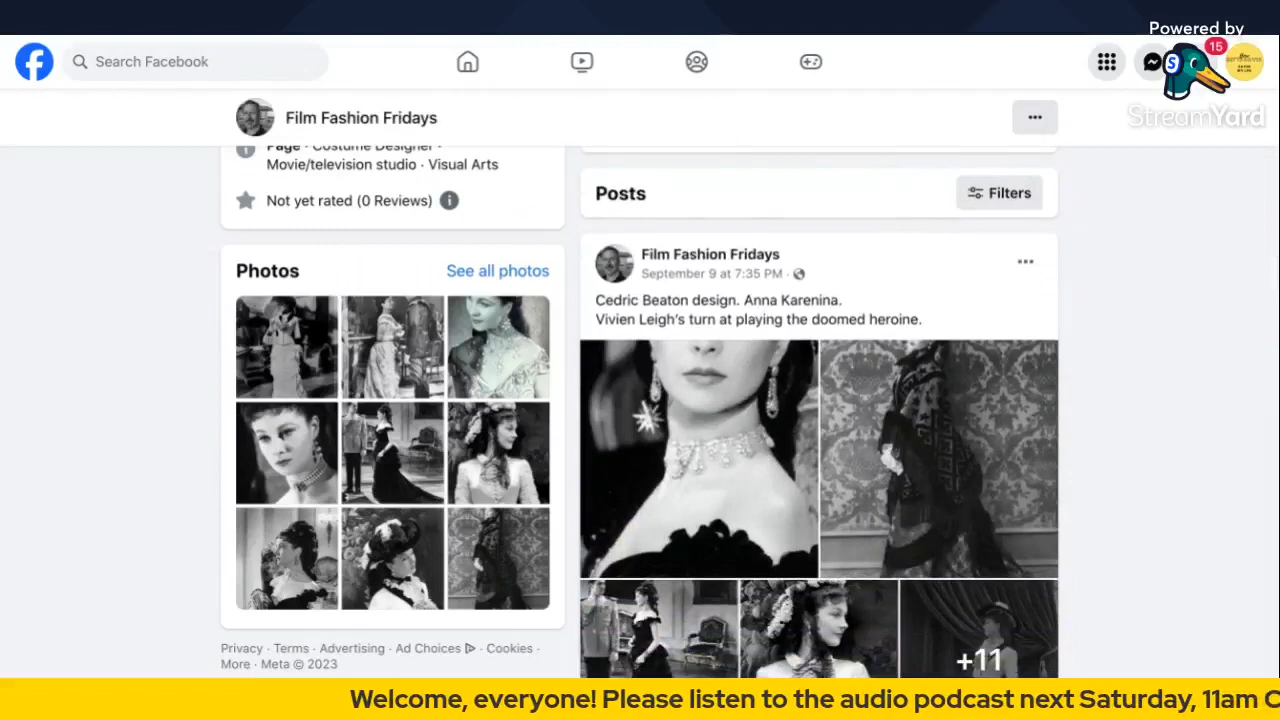 Powered by
StreamYard
Search Facebook
15
Film Fashion Fridays
Page · Costume Designer ·
Movie/television studio · Visual Arts
Not yet rated (0 Reviews)
Photos
See all photos
Privacy · Terms · Advertising · Ad Choices · Cookies ·
More · Meta © 2023
Posts
Filters
Film Fashion Fridays
September 9 at 7:35 PM ·
Cedric Beaton design. Anna Karenina.
Vivien Leigh's turn at playing the doomed heroine.
+11
Welcome, everyone! Please listen to the audio podcast next Saturday, 11am